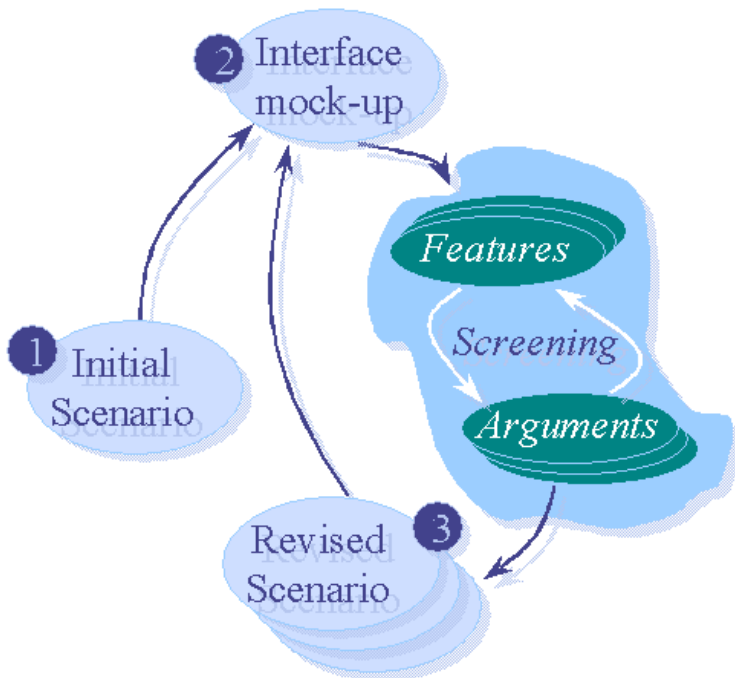 2
Interface
mock-up
Features
Screening
Arguments
1
Initial
Scenario
3
Revised
Scenario